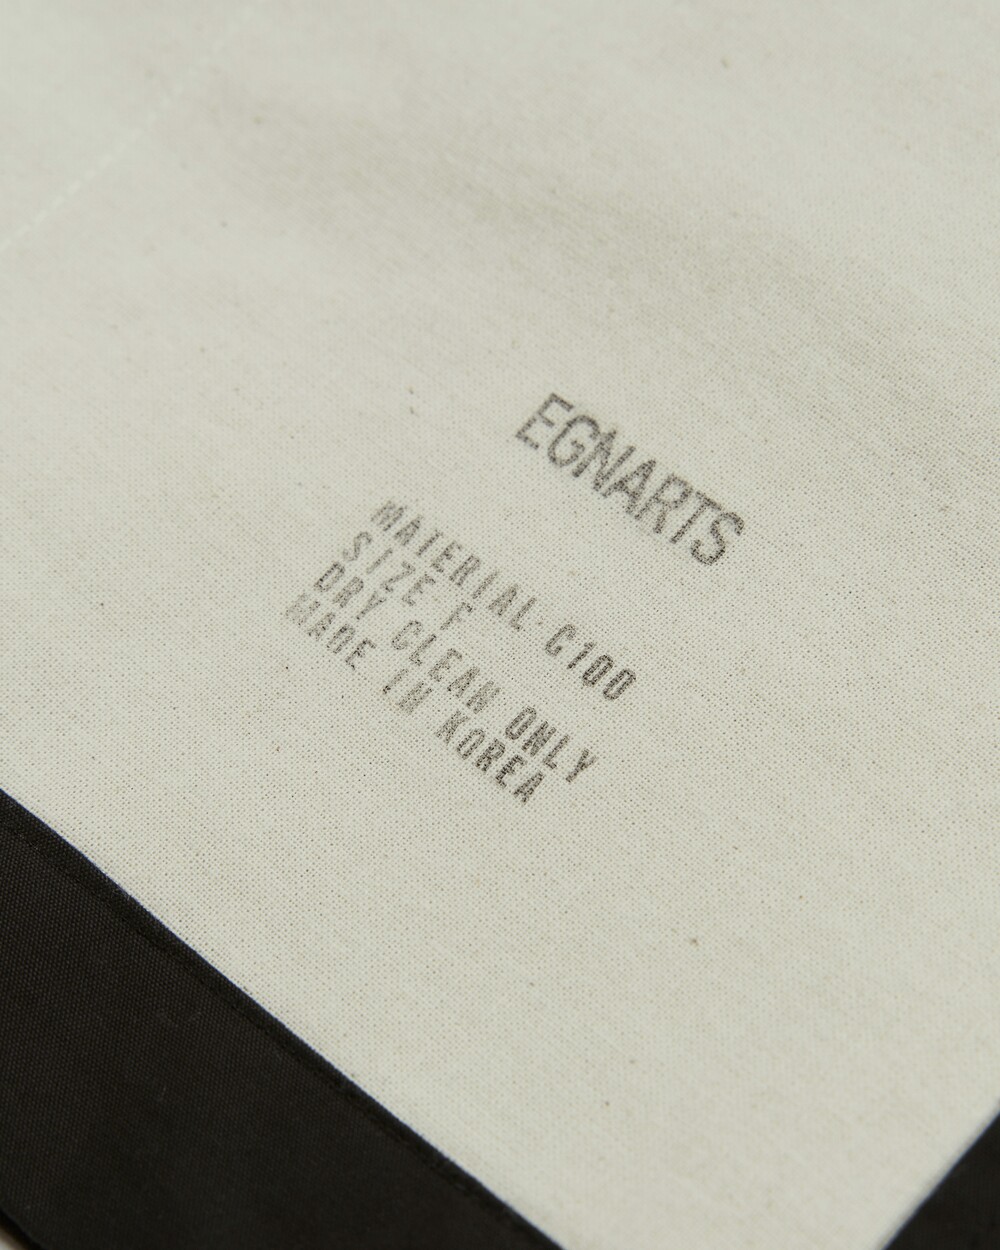 EGNARTS
MATERIAL·C100
SIZE F
DRY CLEAN ONLY
MADE IN KOREA